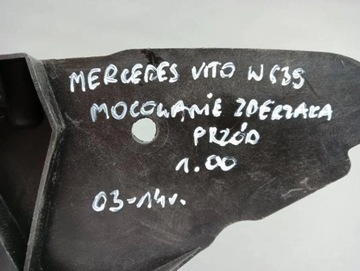 MERCEDES VITO W639
MOCOWANIE ZDERZAKA
PRZÓD
1.00
03-14r.